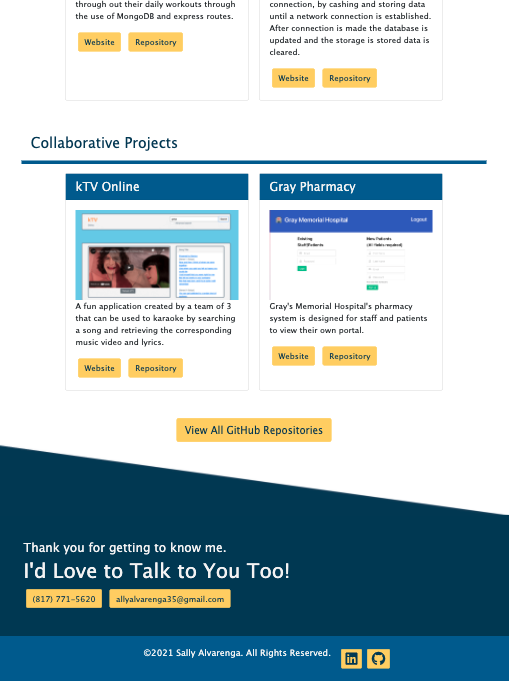 through out their daily workouts through
the use of MongoDB and express routes.
Website
Repository
connection, by cashing and storing data
until a network connection is established.
After connection is made the database is
updated and the storage is stored data is
cleared.
Website
Repository
Collaborative Projects
kTV Online
kTV
A fun application created by a team of 3
that can be used to karaoke by searching
a song and retrieving the corresponding
music video and lyrics.
Website
Repository
Gray Pharmacy
Gray Memorial Hospital
Logout
Existing
Staff/Patients
New Patients
(All fields required)
Gray's Memorial Hospital's pharmacy
system is designed for staff and patients
to view their own portal.
Website
Repository
View All GitHub Repositories
Thank you for getting to know me.
I'd Love to Talk to You Too!
(817) 771-5620
allyalvarenga35@gmail.com
©2021 Sally Alvarenga. All Rights Reserved.